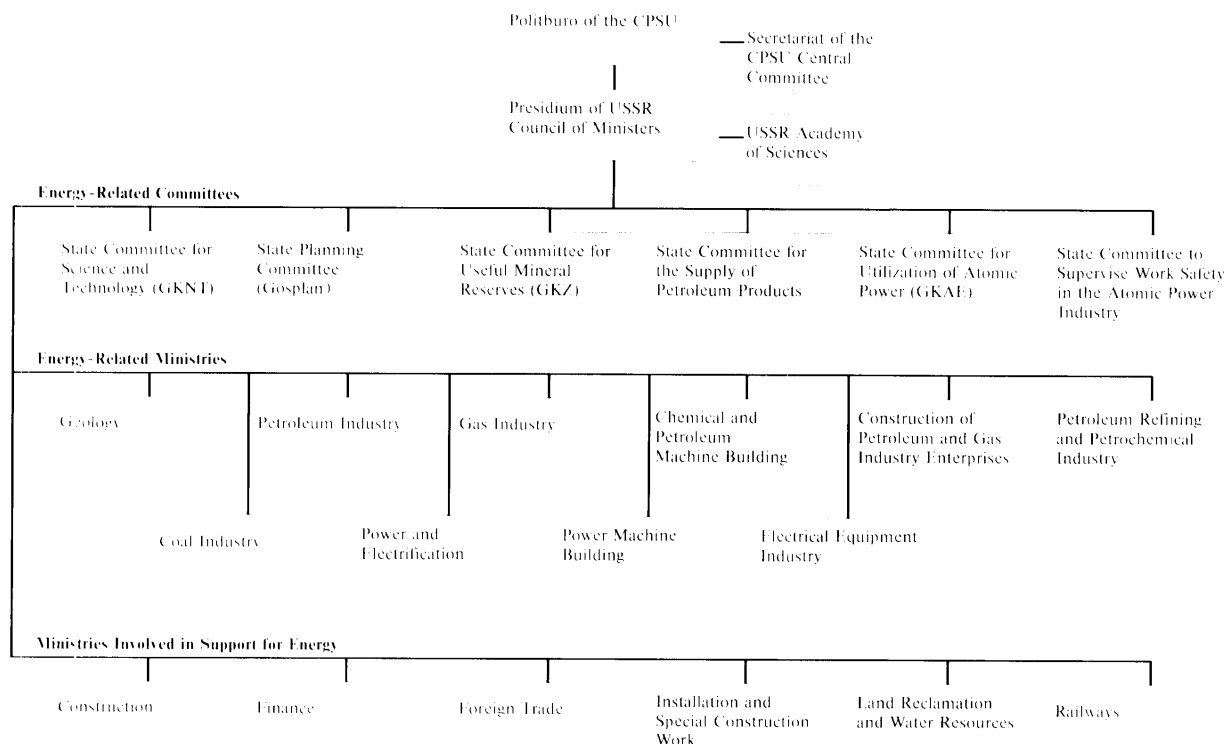 Politburo of the CPSU
Secretariat of the
CPSU Central
Committee
Presidium of USSR
Council of Ministers
USSR Academy
of Sciences
Energy-Related Committees
State Committee for
Science and
Technology (GKNT)
State Planning
Committee
(Gosplan)
State Committee for
Useful Mineral
Reserves (GKZ)
State Committee for
the Supply of
Petroleum Products
State Committee for
Utilization of Atomic
Power (GKAE)
State Committee to
Supervise Work Safety
in the Atomic Power
Industry
Energy-Related Ministries
Geology
Petroleum Industry
Gas Industry
Chemical and
Petroleum
Machine Building
Construction of
Petroleum and Gas
Industry Enterprises
Petroleum Refining
and Petrochemical
Industry
Coal Industry
Power and
Electrification
Power Machine
Building
Electrical Equipment
Industry
Ministries Involved in Support for Energy
Construction
Finance
Foreign Trade
Installation and
Special Construction
Work
Land Reclamation
and Water Resources
Railways